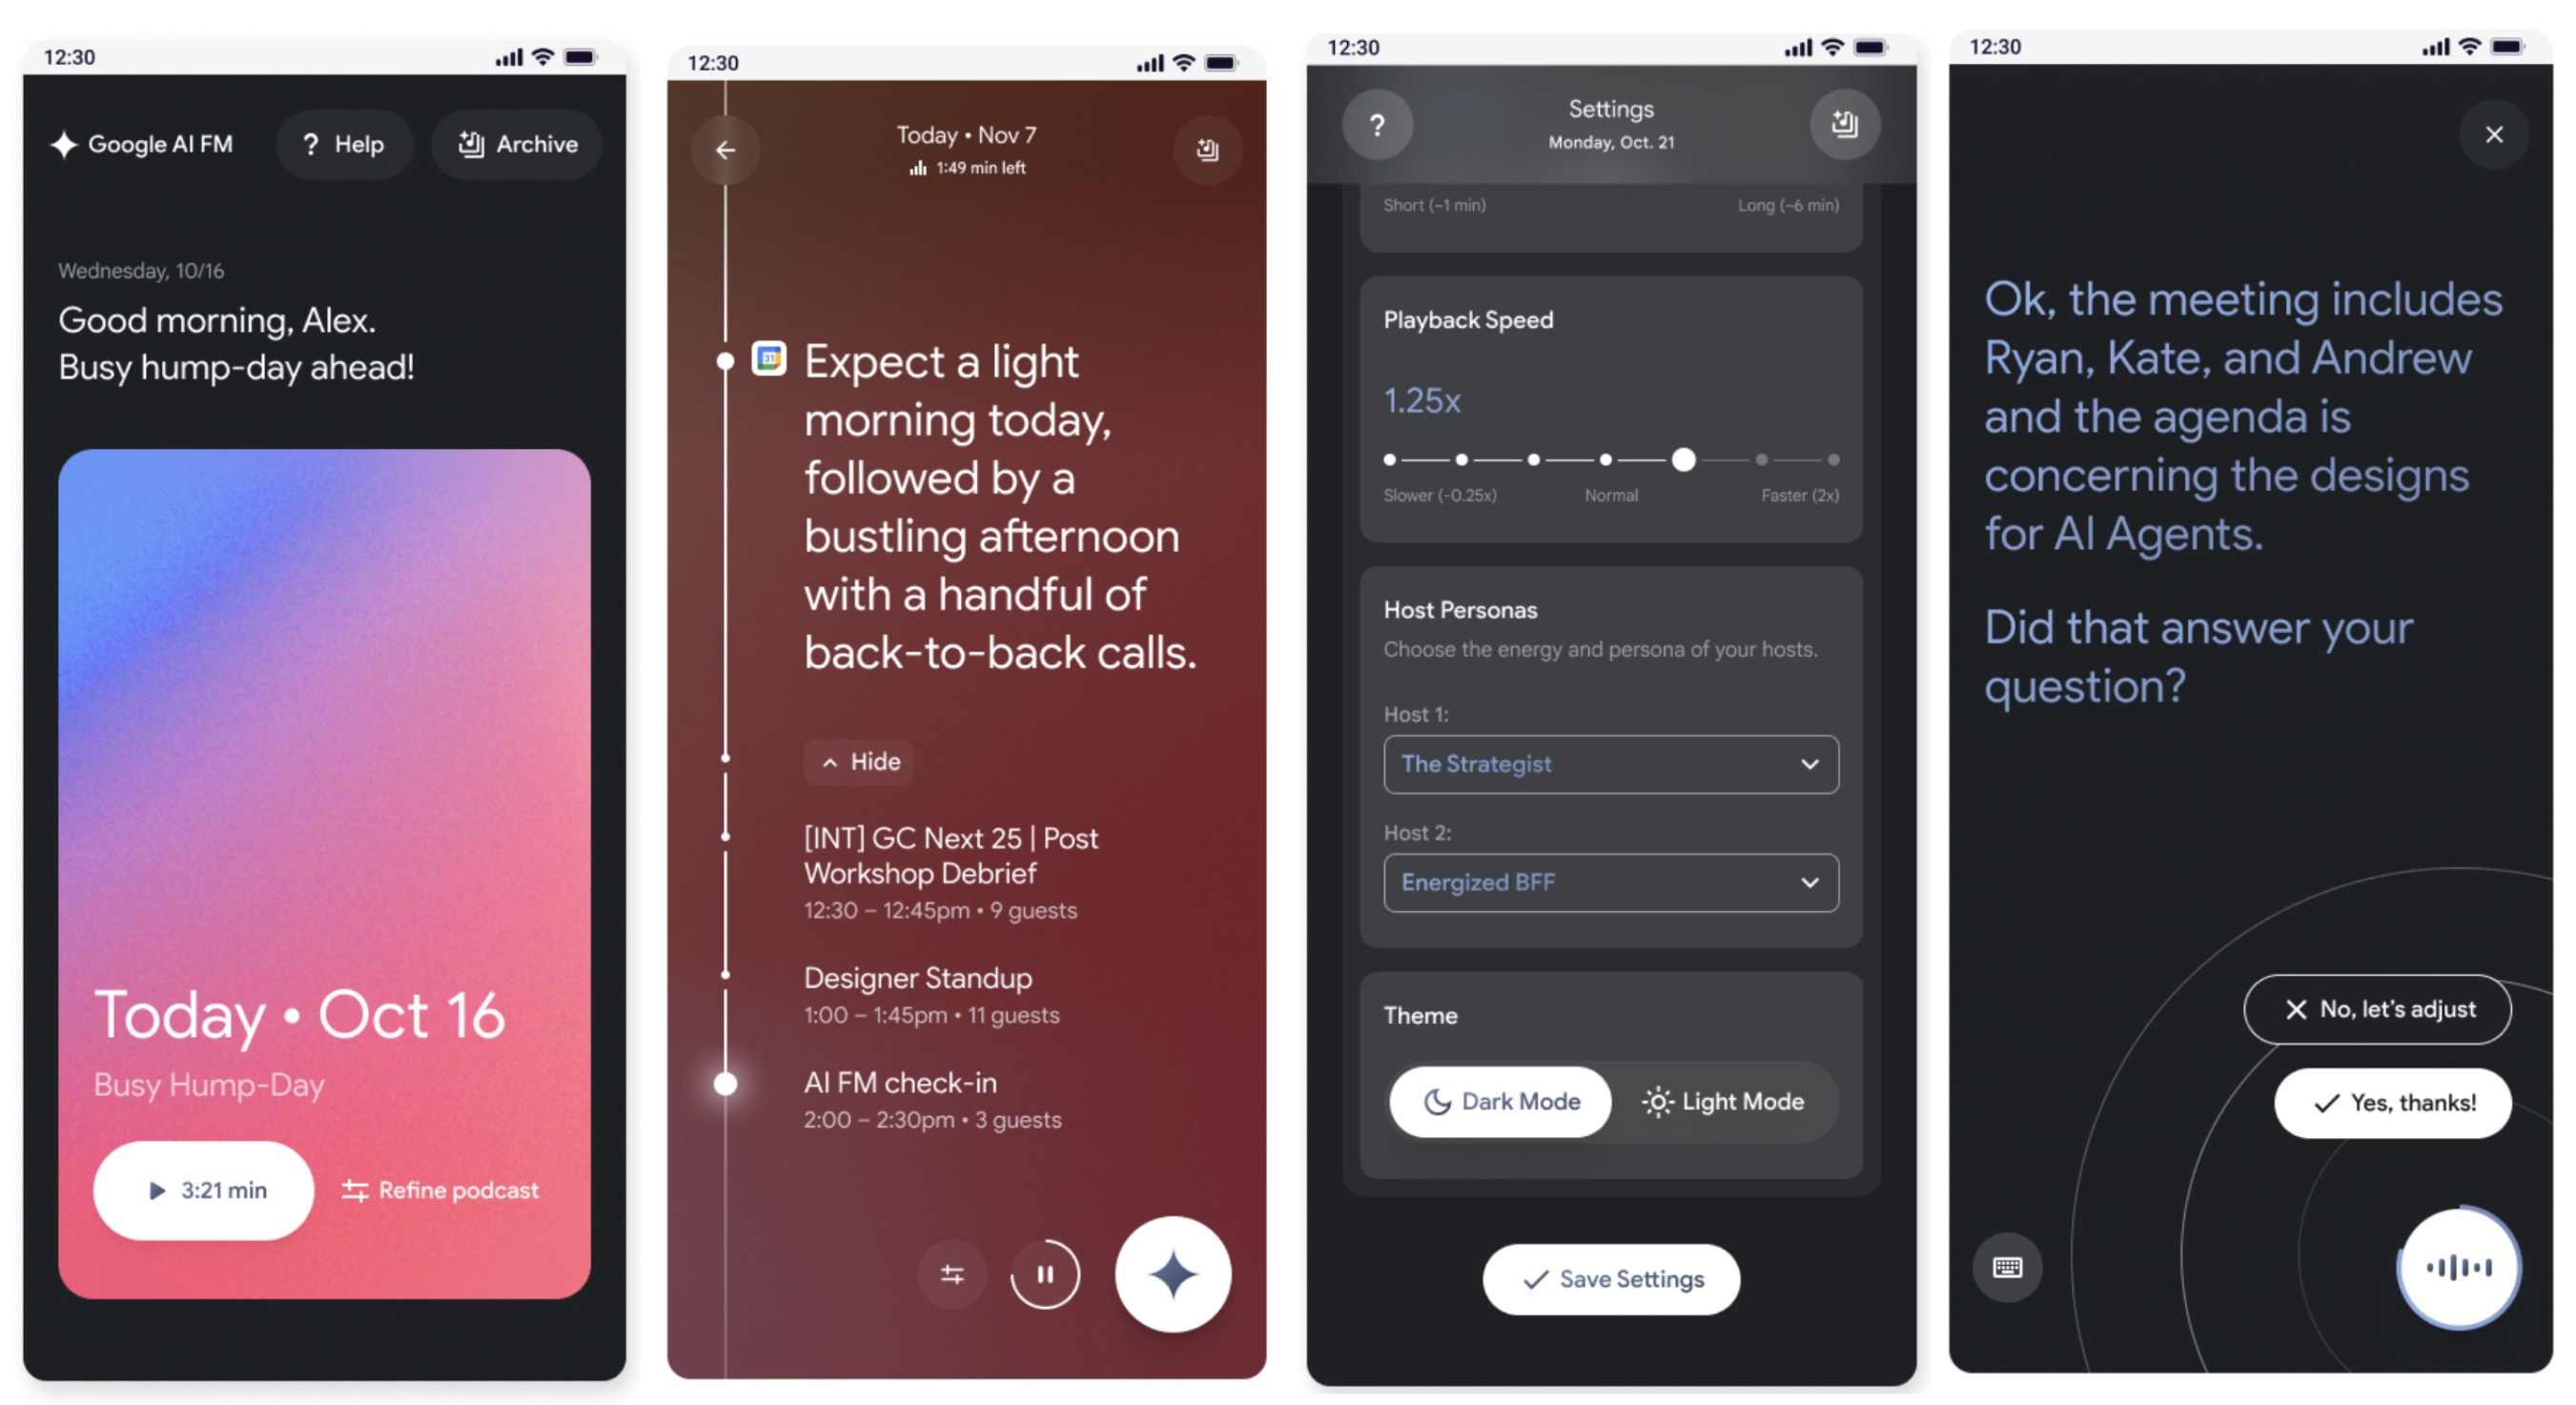 12:30
Google AI FM
? Help
Archive
Wednesday, 10/16
Good morning, Alex.
Busy hump-day ahead!
Today • Oct 16
Busy Hump-Day
3:21 min
Refine podcast
12:30
Today • Nov 7
1:49 min left
31
Expect a light
morning today,
followed by a
bustling afternoon
with a handful of
back-to-back calls.
Hide
[INT] GC Next 25 | Post
Workshop Debrief
12:30 – 12:45pm • 9 guests
Designer Standup
1:00 – 1:45pm • 11 guests
AI FM check-in
2:00 – 2:30pm • 3 guests
12:30
?
Settings
Monday, Oct. 21
Short (~1 min)
Long (~6 min)
Playback Speed
1.25x
Slower (-0.25x)
Normal
Faster (2x)
Host Personas
Choose the energy and persona of your hosts.
Host 1:
The Strategist
Host 2:
Energized BFF
Theme
Dark Mode
Light Mode
Save Settings
12:30
Ok, the meeting includes
Ryan, Kate, and Andrew
and the agenda is
concerning the designs
for AI Agents.
Did that answer your
question?
No, let's adjust
Yes, thanks!